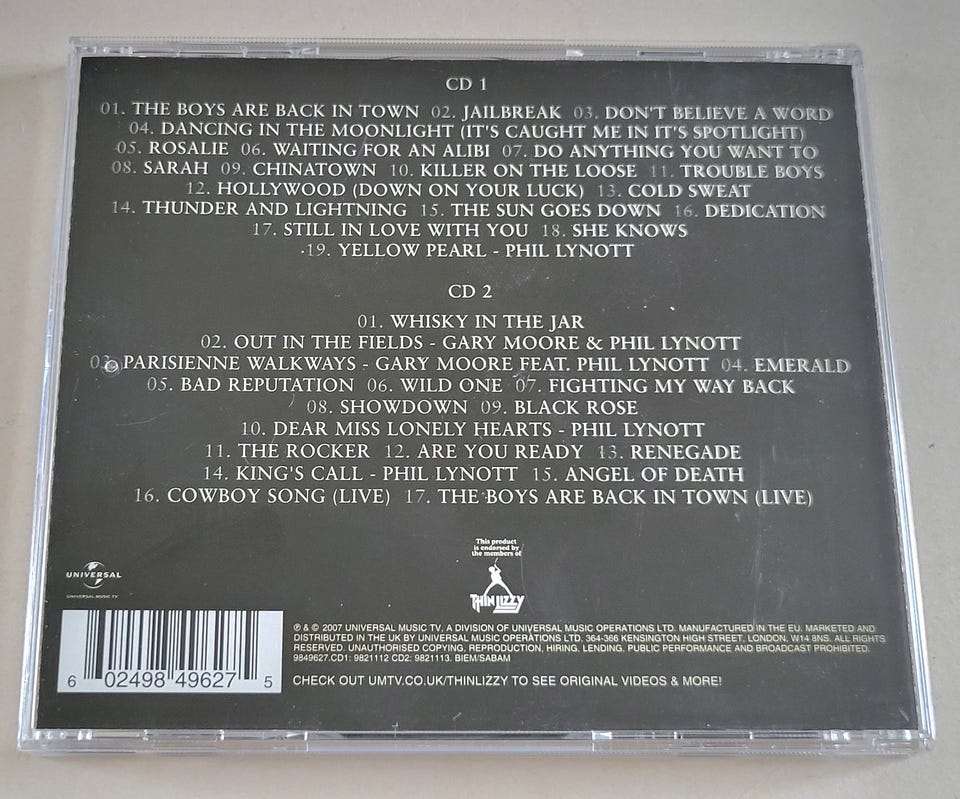 CD 1
01. THE BOYS ARE BACK IN TOWN 02. JAILBREAK 03. DON'T BELIEVE A WORD
04. DANCING IN THE MOONLIGHT (IT'S CAUGHT ME IN IT'S SPOTLIGHT)
05. ROSALIE 06. WAITING FOR AN ALIBI 07. DO ANYTHING YOU WANT TO
08. SARAH 09. CHINATOWN 10. KILLER ON THE LOOSE 11. TROUBLE BOYS
12. HOLLYWOOD (DOWN ON YOUR LUCK) 13. COLD SWEAT
14. THUNDER AND LIGHTNING 15. THE SUN GOES DOWN 16. DEDICATION
17. STILL IN LOVE WITH YOU 18. SHE KNOWS
19. YELLOW PEARL - PHIL LYNOTT
CD 2
01. WHISKY IN THE JAR
02. OUT IN THE FIELDS - GARY MOORE & PHIL LYNOTT
03. PARISIENNE WALKWAYS - GARY MOORE FEAT. PHIL LYNOTT 04. EMERALD
05. BAD REPUTATION 06. WILD ONE 07. FIGHTING MY WAY BACK
08. SHOWDOWN 09. BLACK ROSE
10. DEAR MISS LONELY HEARTS - PHIL LYNOTT
11. THE ROCKER 12. ARE YOU READY 13. RENEGADE
14. KING'S CALL - PHIL LYNOTT 15. ANGEL OF DEATH
16. COWBOY SONG (LIVE) 17. THE BOYS ARE BACK IN TOWN (LIVE)
This product
is endorsed by
the members of
THIN LIZZY
UNIVERSAL
UNIVERSAL MUSIC TV
6 02498 49627 5
℗ & © 2007 UNIVERSAL MUSIC TV. A DIVISION OF UNIVERSAL MUSIC OPERATIONS LTD. MANUFACTURED IN THE EU. MARKETED AND
DISTRIBUTED IN THE UK BY UNIVERSAL MUSIC OPERATIONS LTD. 364-366 KENSINGTON HIGH STREET, LONDON, W14 8NS. ALL RIGHTS
RESERVED. UNAUTHORISED COPYING, REPRODUCTION, HIRING, LENDING, PUBLIC PERFORMANCE AND BROADCAST PROHIBITED.
9849627.CD1: 9821112 CD2: 9821113. BIEM/SABAM
CHECK OUT UMTV.CO.UK/THINLIZZY TO SEE ORIGINAL VIDEOS & MORE!